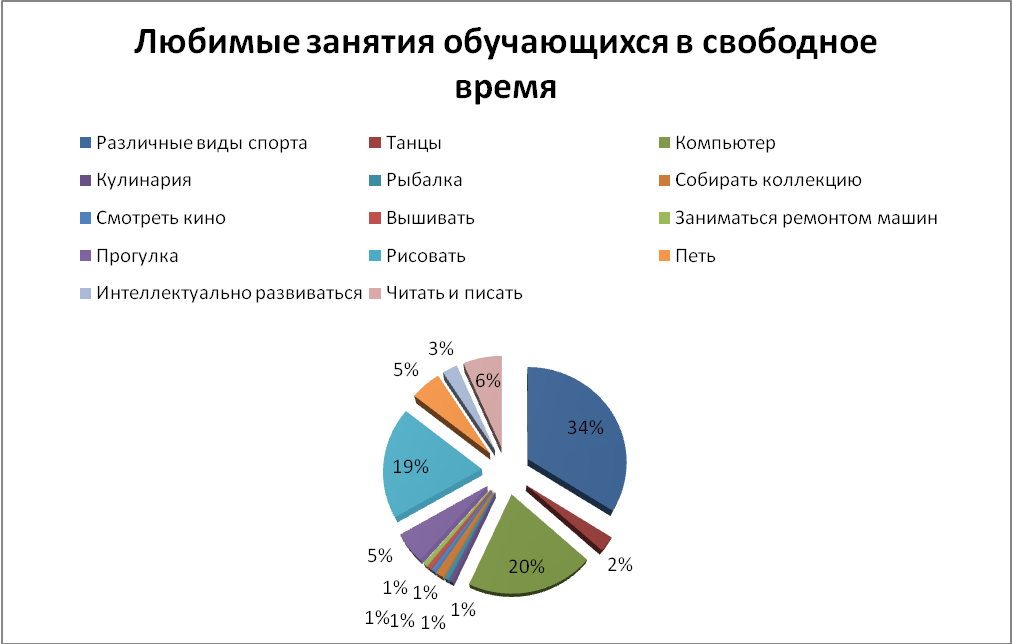 Любимые занятия обучающихся в свободное
время
Различные виды спорта
Танцы
Компьютер
Кулинария
Рыбалка
Собирать коллекцию
Смотреть кино
Вышивать
Заниматься ремонтом машин
Прогулка
Рисовать
Петь
Интеллектуально развиваться
Читать и писать
3%
5%
6%
34%
19%
5%
20%
2%
1%
1%
1%
1%
1%
1%